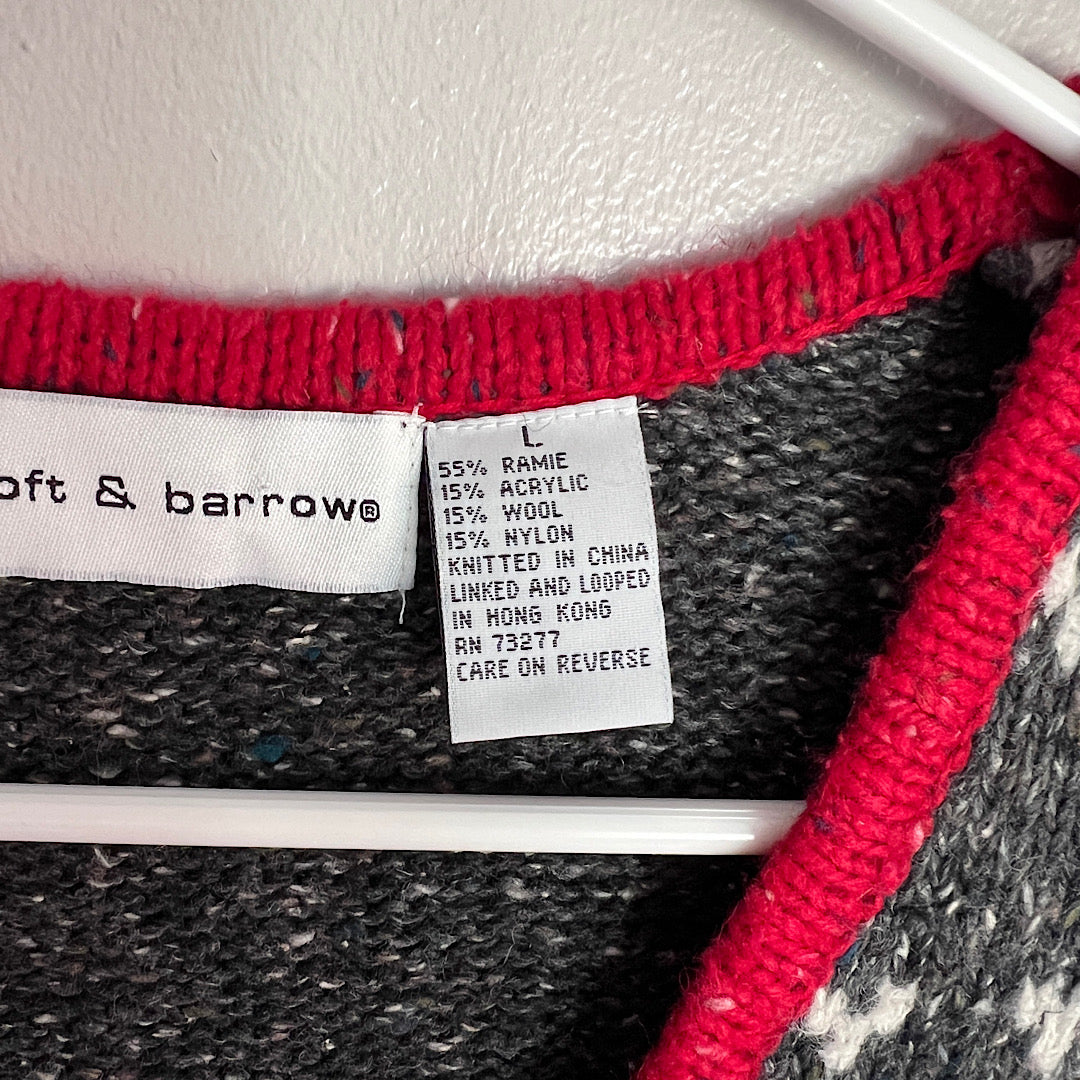 oft & barrow®
L
55% RAMIE
15% ACRYLIC
15% WOOL
15% NYLON
KNITTED IN CHINA
LINKED AND LOOPED
IN HONG KONG
RN 73277
CARE ON REVERSE